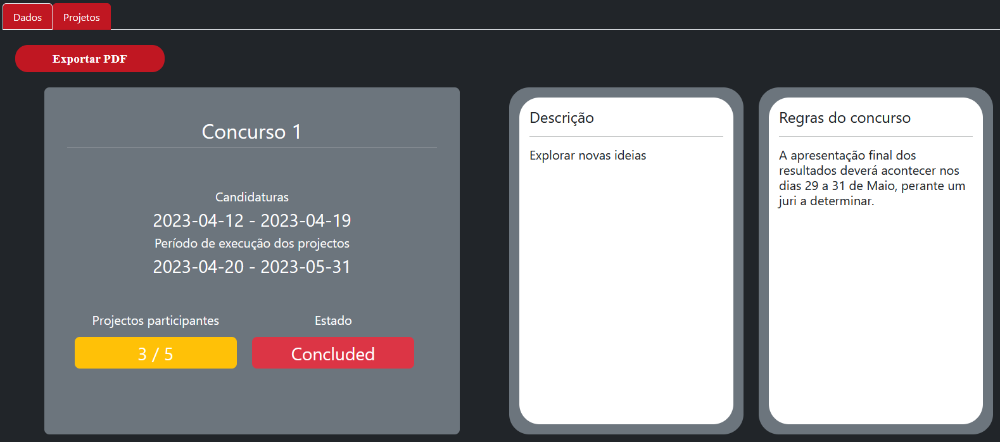 Dados
Projetos
Exportar PDF
Concurso 1
Candidaturas
2023-04-12 - 2023-04-19
Período de execução dos projectos
2023-04-20 - 2023-05-31
Projectos participantes
3 / 5
Estado
Concluded
Descrição
Explorar novas ideias
Regras do concurso
A apresentação final dos
resultados deverá acontecer nos
dias 29 a 31 de Maio, perante um
juri a determinar.